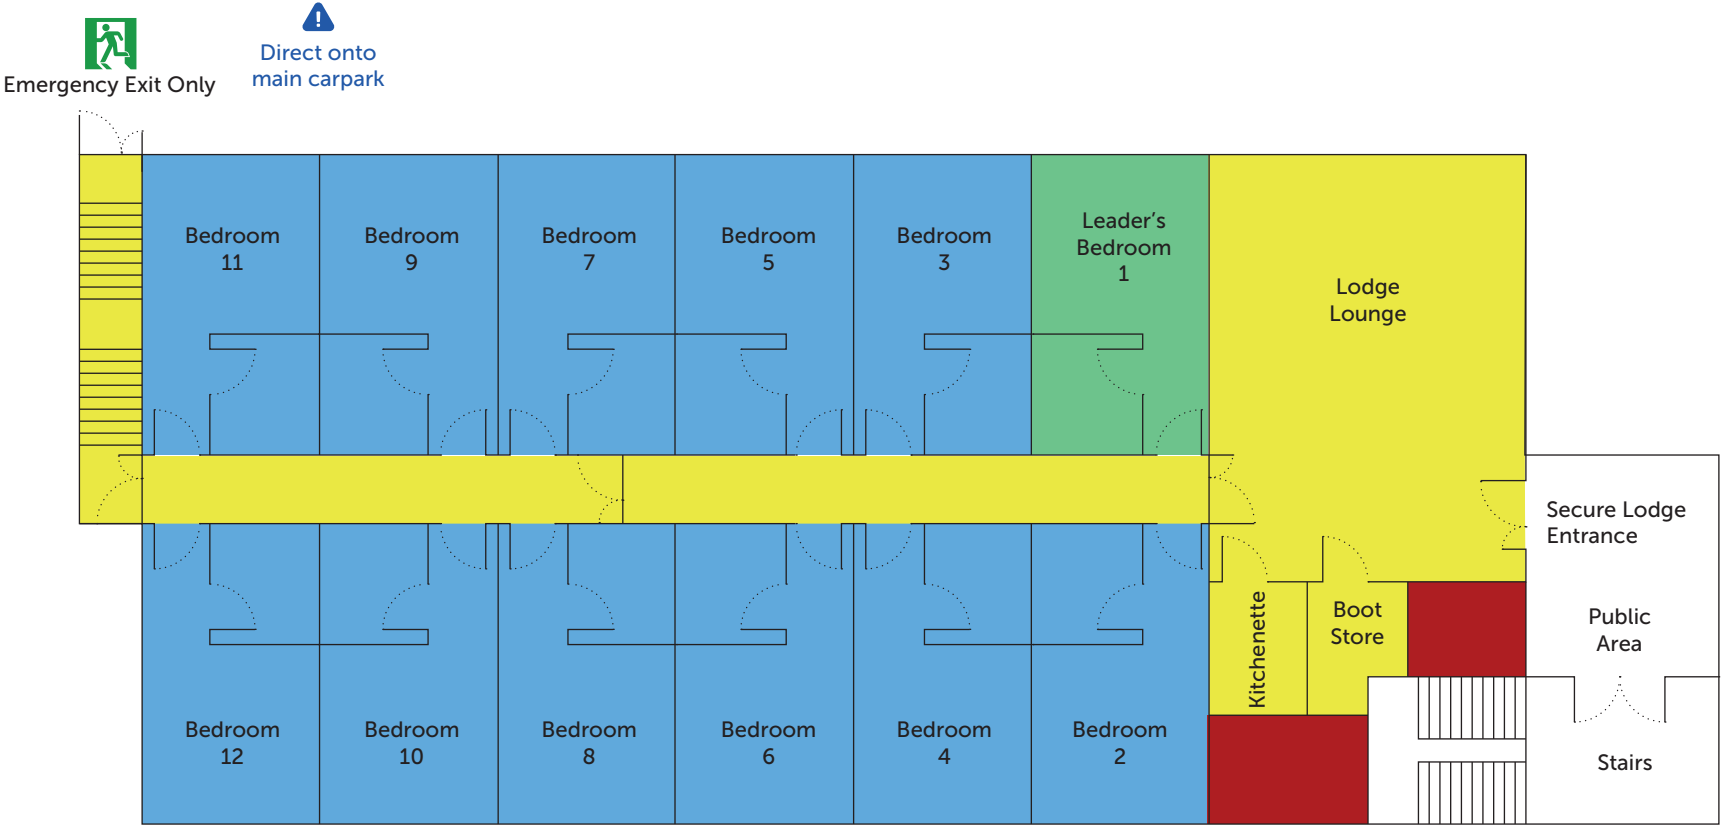 Emergency Exit Only
Direct onto
main carpark
Bedroom
11
Bedroom
9
Bedroom
7
Bedroom
5
Bedroom
3
Leader’s
Bedroom
1
Lodge
Lounge
Secure Lodge
Entrance
Kitchenette
Boot
Store
Public
Area
Bedroom
12
Bedroom
10
Bedroom
8
Bedroom
6
Bedroom
4
Bedroom
2
Stairs